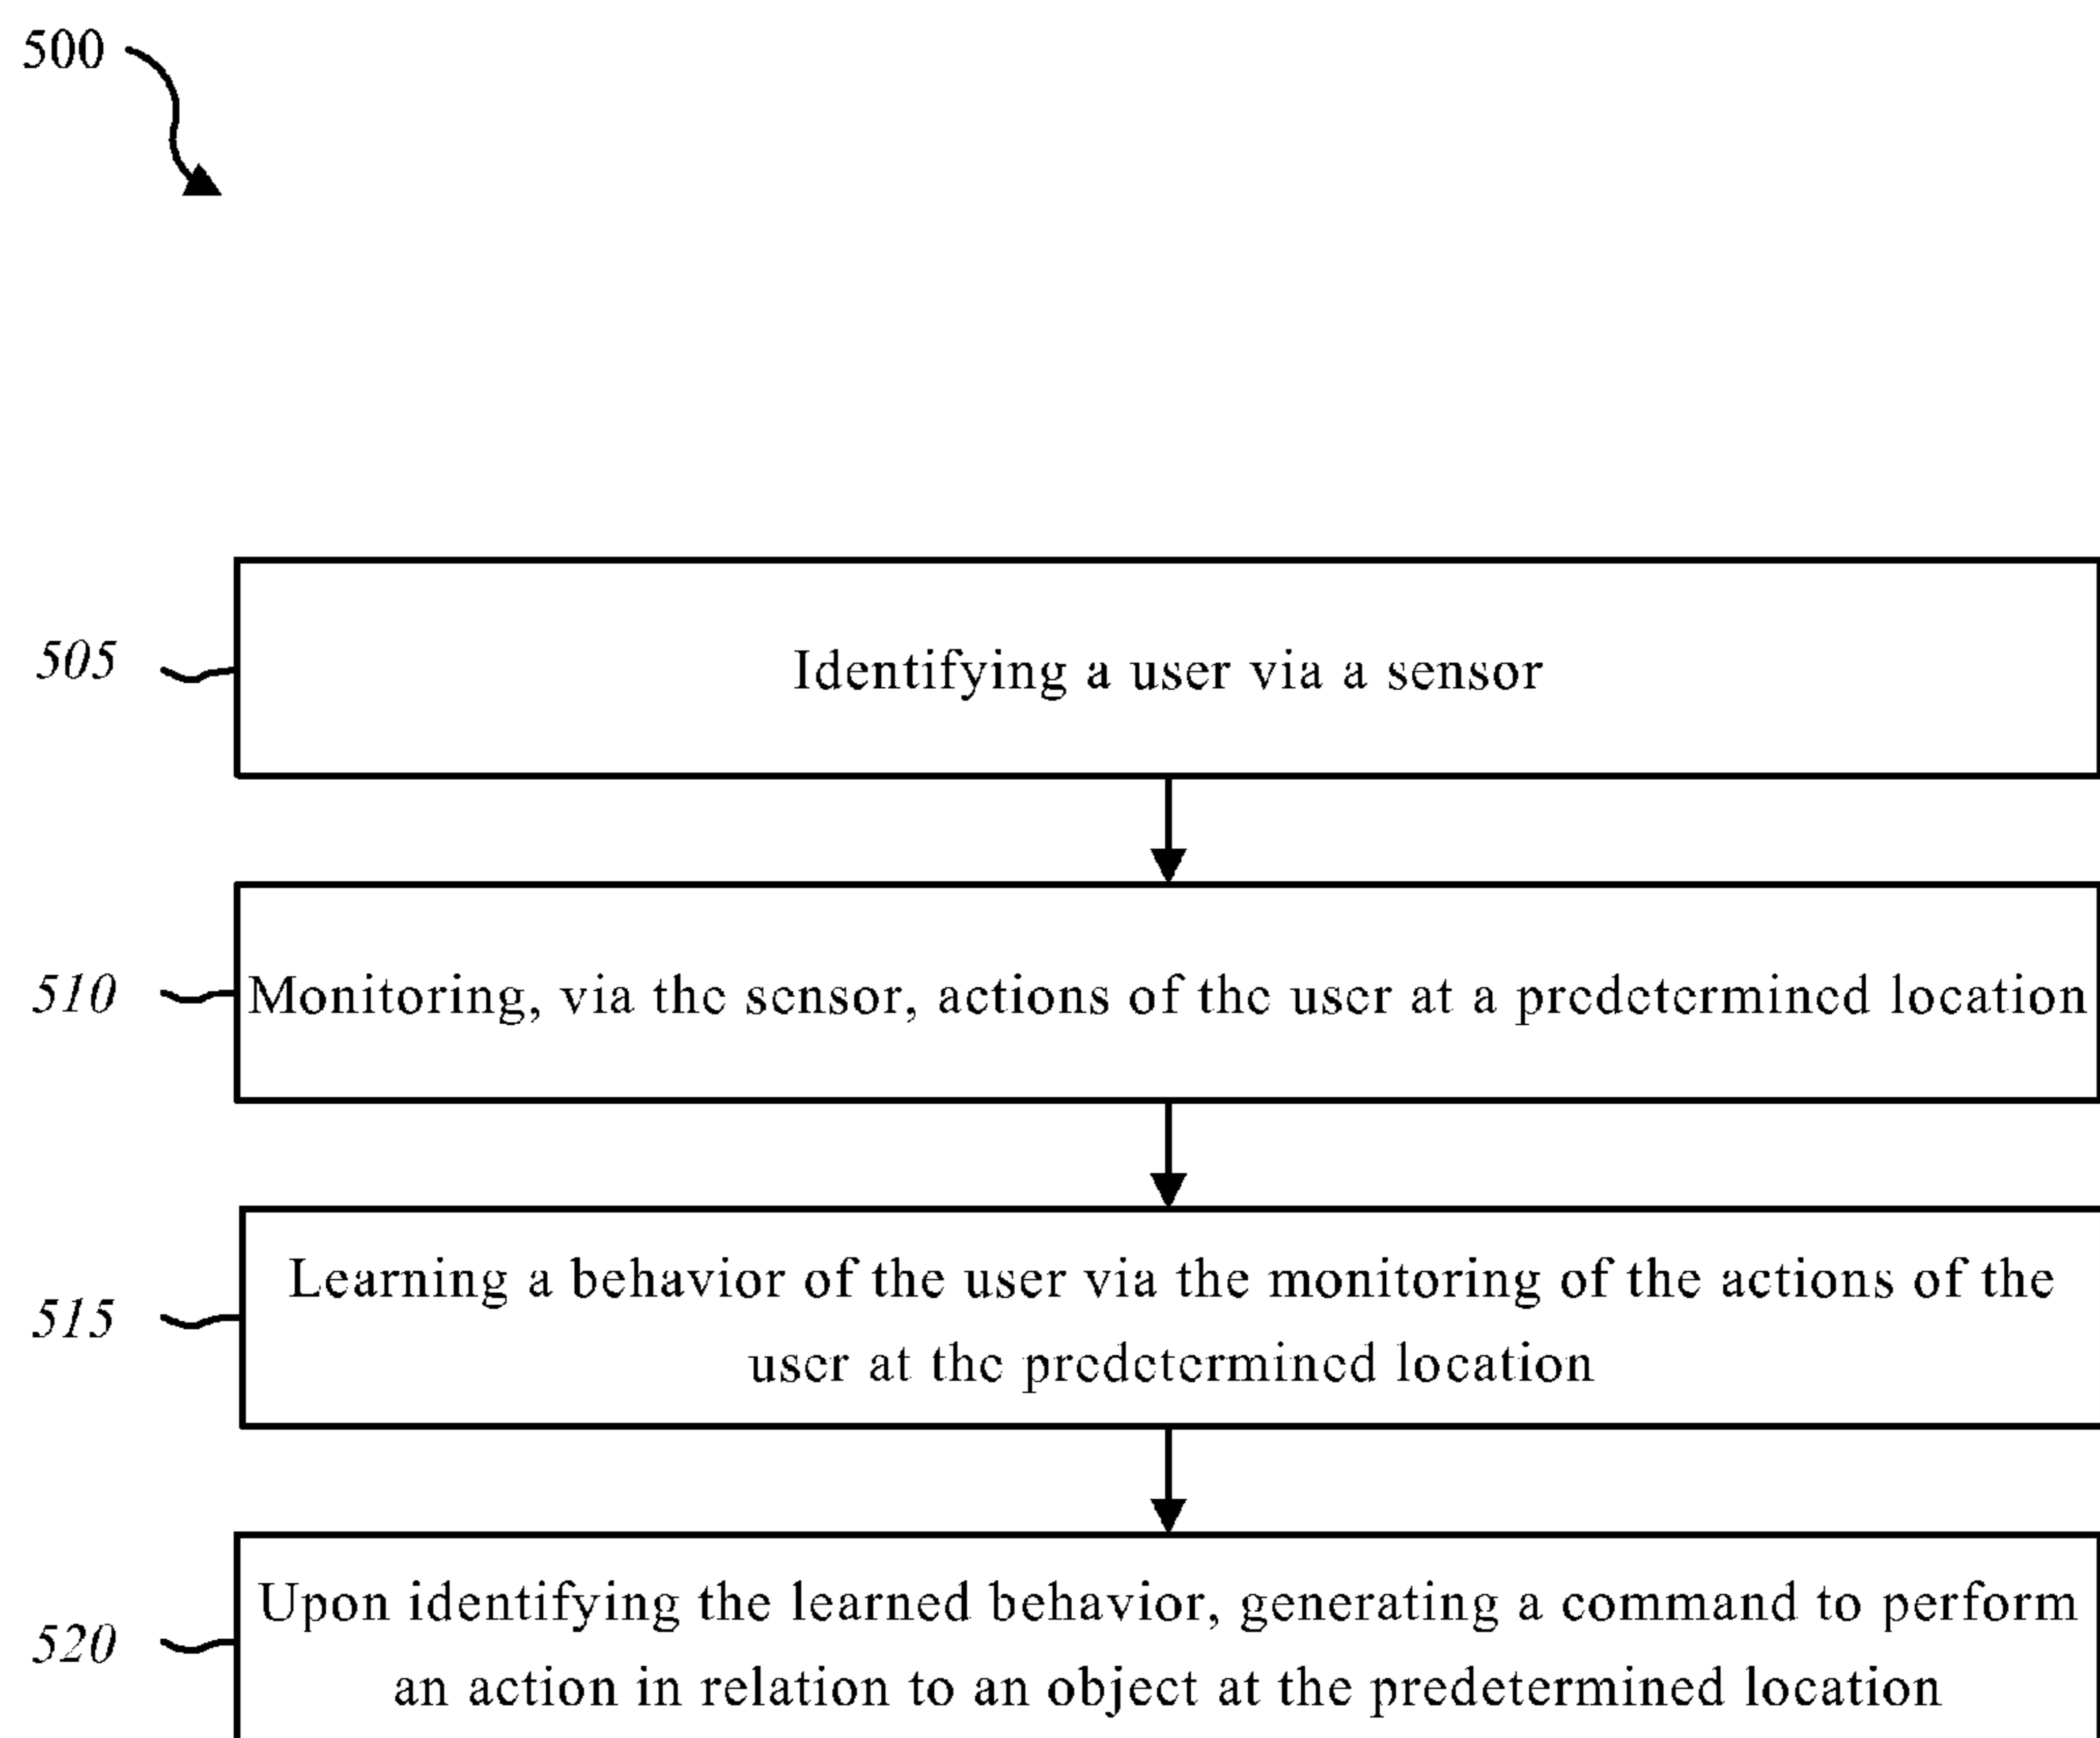 500
505
Identifying a user via a sensor
510
Monitoring, via the sensor, actions of the user at a predetermined location
515
Learning a behavior of the user via the monitoring of the actions of the
user at the predetermined location
520
Upon identifying the learned behavior, generating a command to perform
an action in relation to an object at the predetermined location